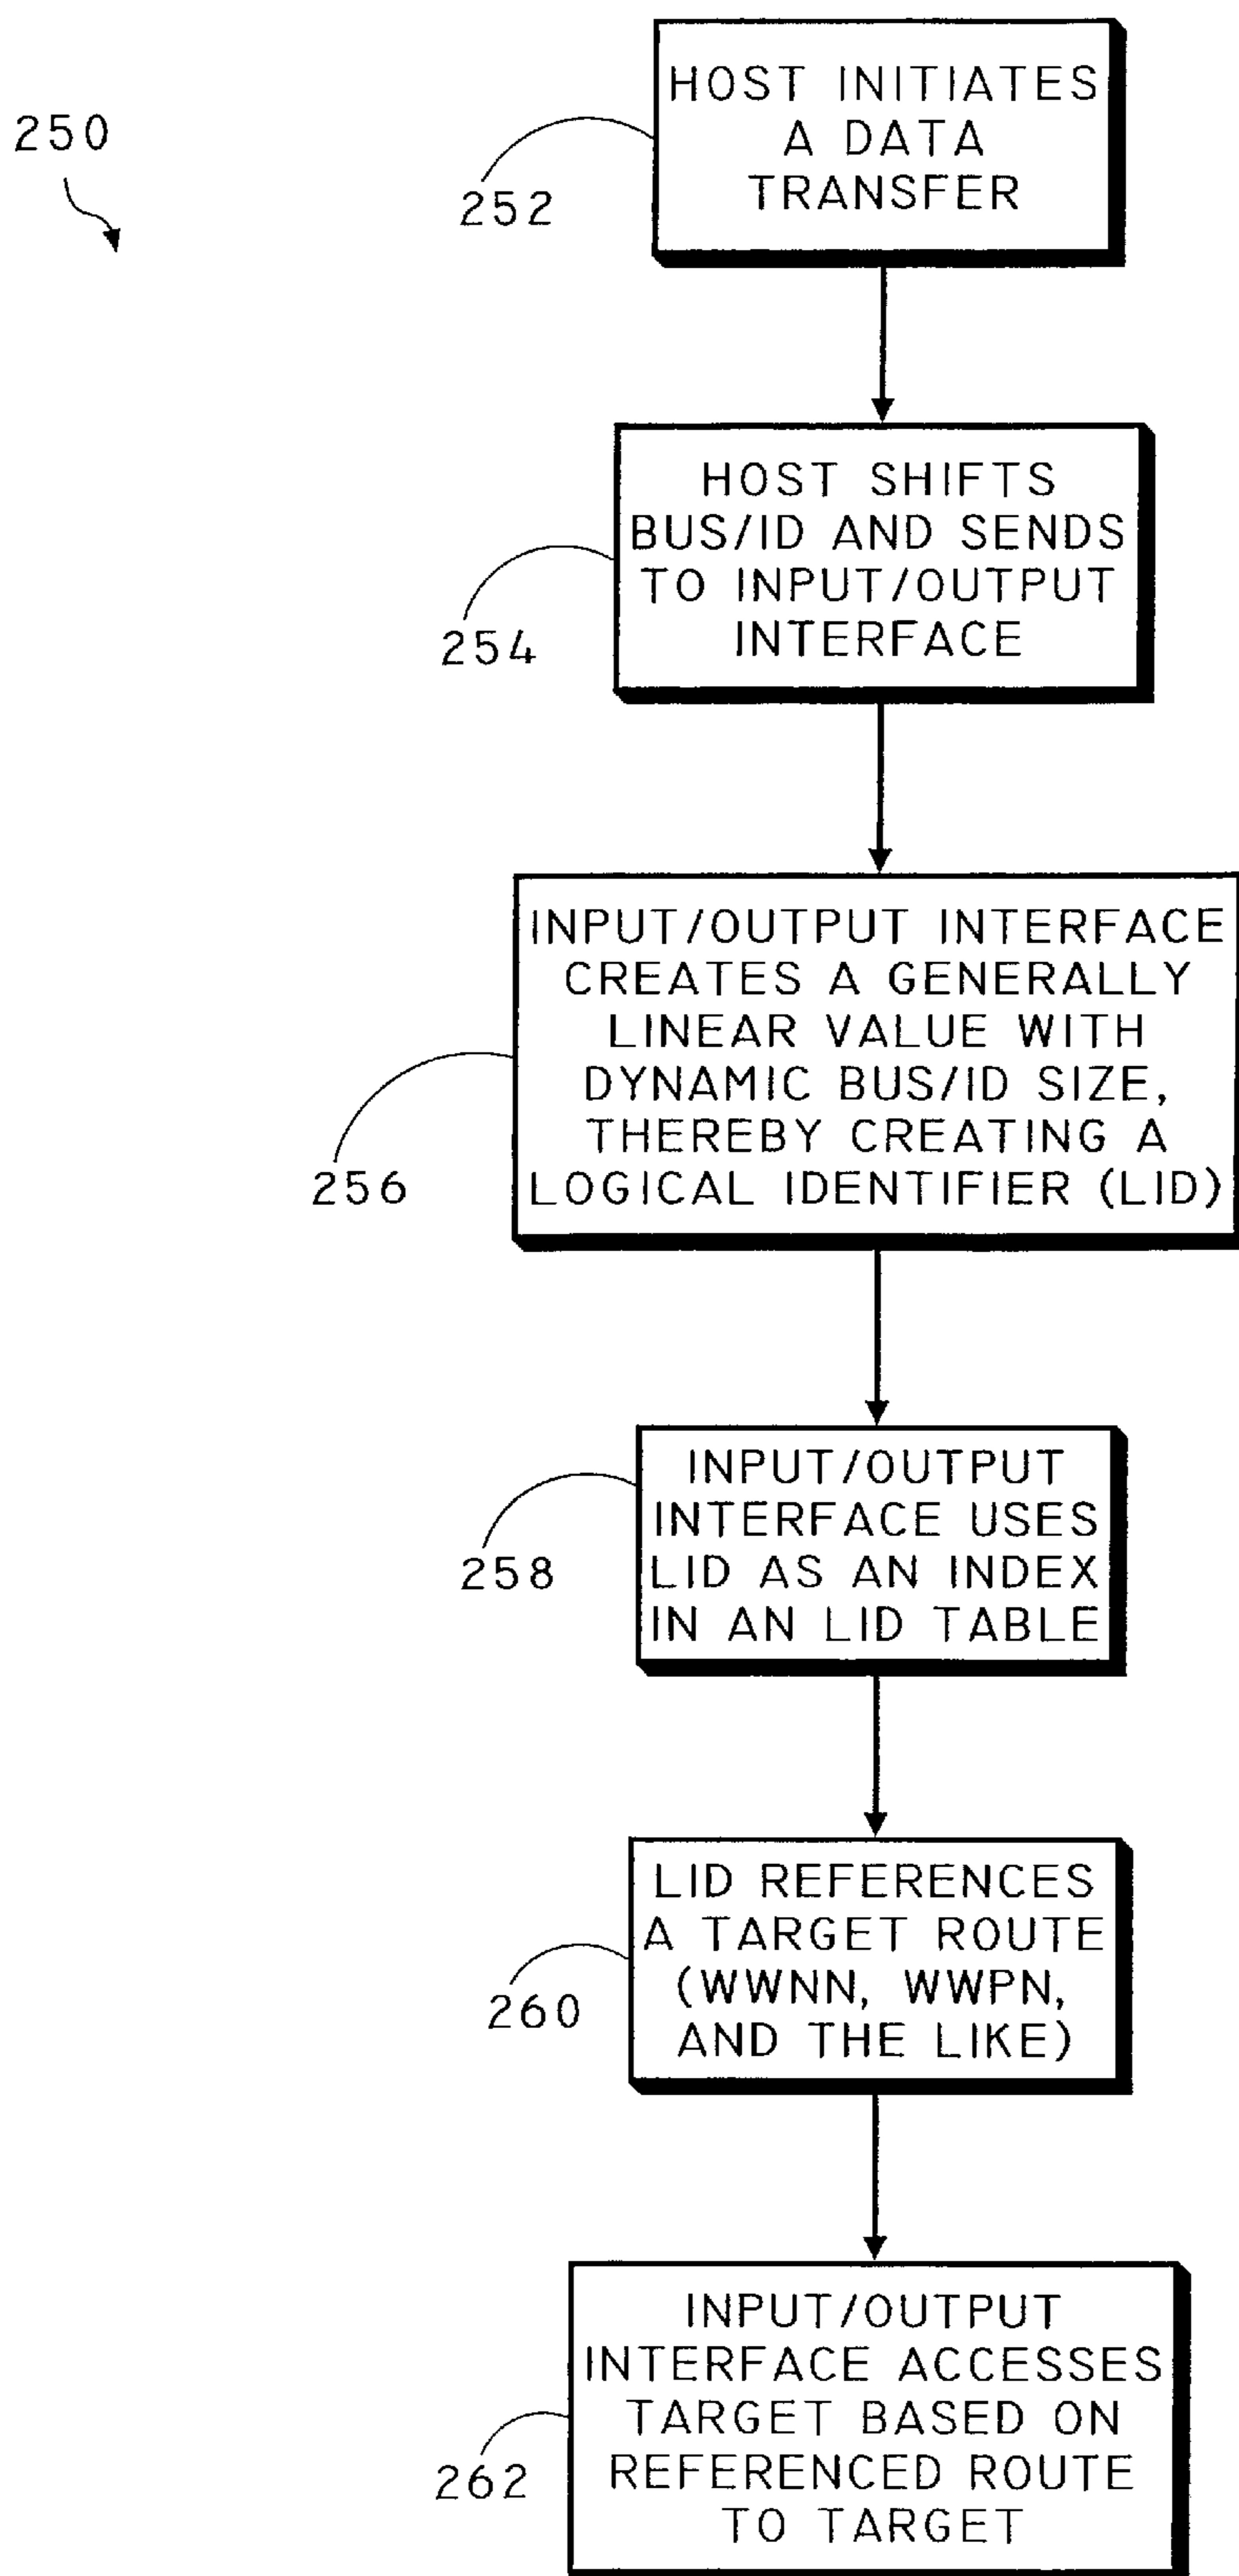 250
HOST INITIATES
A DATA
TRANSFER
252
HOST SHIFTS
BUS/ID AND SENDS
TO INPUT/OUTPUT
INTERFACE
254
INPUT/OUTPUT INTERFACE
CREATES A GENERALLY
LINEAR VALUE WITH
DYNAMIC BUS/ID SIZE,
THEREBY CREATING A
LOGICAL IDENTIFIER (LID)
256
INPUT/OUTPUT
INTERFACE USES
LID AS AN INDEX
IN AN LID TABLE
258
LID REFERENCES
A TARGET ROUTE
(WWNN, WWPN,
AND THE LIKE)
260
INPUT/OUTPUT
INTERFACE ACCESSES
TARGET BASED ON
REFERENCED ROUTE
TO TARGET
262